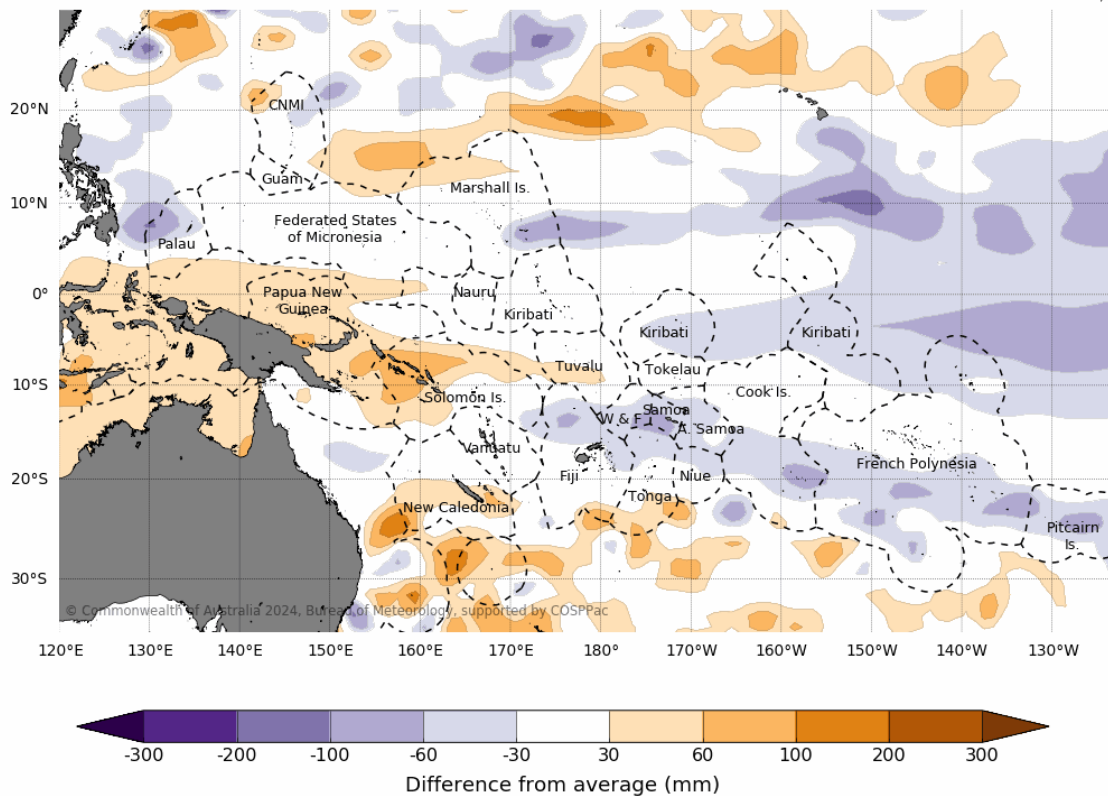 20°N
CNMI
Guam
Marshall Is.
10°N
Federated States
of Micronesia
Palau
0°
Papua New
Guinea
Nauru
Kiribati
Kiribati
Kiribati
Tuvalu
Tokelau
10°S
Solomon Is.
Cook Is.
W & F
Samoa
A. Samoa
Vanuatu
20°S
Fiji
Niue
French Polynesia
Tonga
New Caledonia
Pitcairn
Is.
30°S
© Commonwealth of Australia 2024, Bureau of Meteorology, supported by COSPPac
120°E 130°E 140°E 150°E 160°E 170°E 180° 170°W 160°W 150°W 140°W 130°W
-300 -200 -100 -60 -30 30 60 100 200 300
Difference from average (mm)